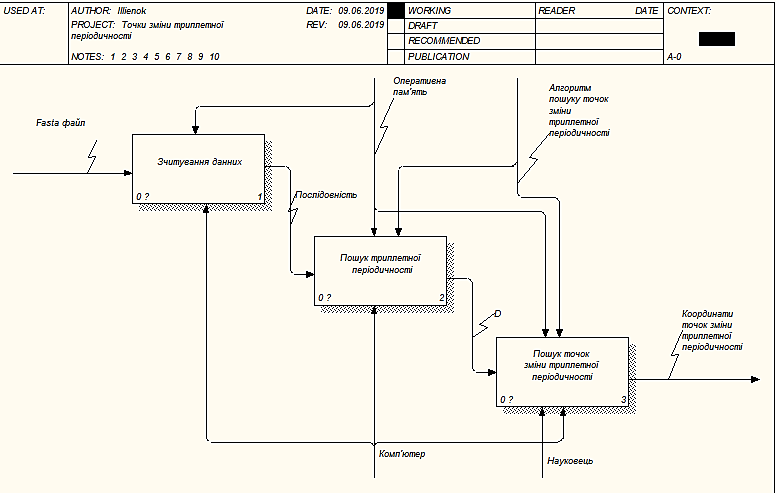 USED AT:
AUTHOR: Illienok
DATE: 09.06.2019
WORKING
READER
DATE
CONTEXT:
PROJECT: Точки зміни триплетної
періодичності
REV: 09.06.2019
DRAFT
RECOMMENDED
NOTES: 1 2 3 4 5 6 7 8 9 10
PUBLICATION
A-0
Оперативна
пам'ять
Алгоритм
пошуку точок
зміни
триплетної
періодичності
Fasta файл
Зчитування данних
0 ?
1
Послідовність
Пошук триплетної
періодичності
0 ?
2
D
Координати
точок зміни
триплетної
періодичності
Пошук точок
зміни триплетної
періодичності
0 ?
3
Комп'ютер
Науковець